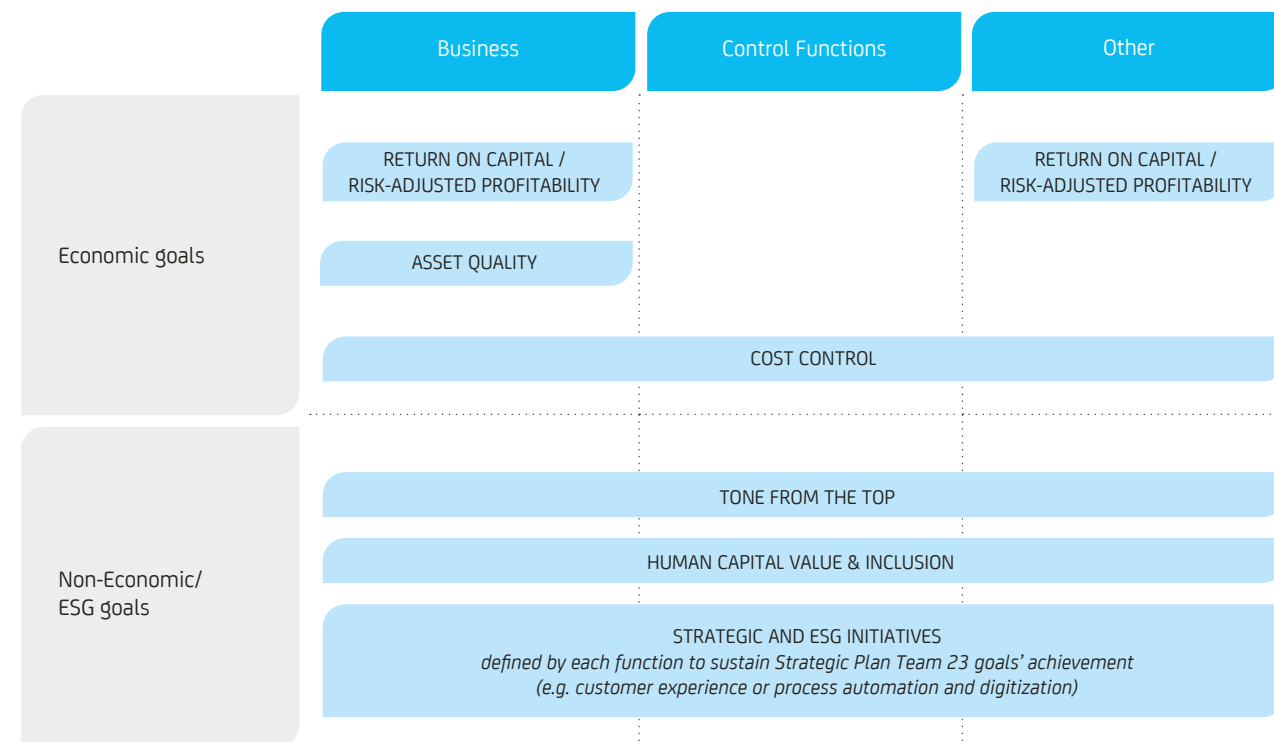 Business
Control Functions
Other
Economic goals
RETURN ON CAPITAL /
RISK-ADJUSTED PROFITABILITY
RETURN ON CAPITAL /
RISK-ADJUSTED PROFITABILITY
ASSET QUALITY
COST CONTROL
Non-Economic/
ESG goals
TONE FROM THE TOP
HUMAN CAPITAL VALUE & INCLUSION
STRATEGIC AND ESG INITIATIVES
defined by each function to sustain Strategic Plan Team 23 goals’ achievement
(e.g. customer experience or process automation and digitization)